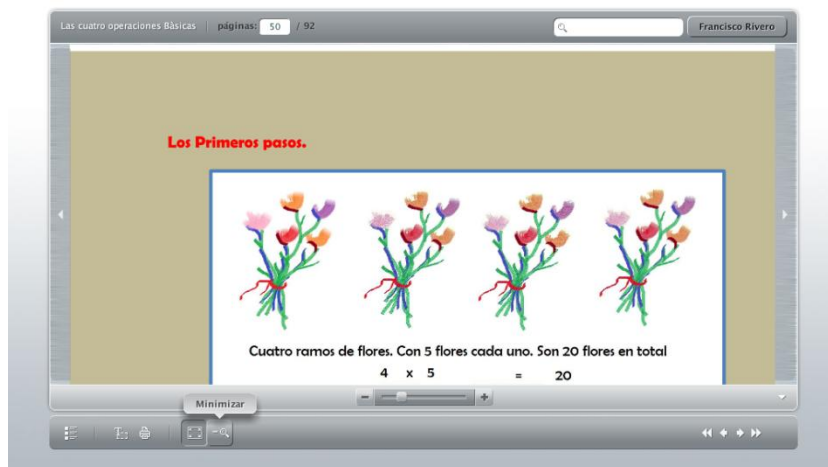 Las cuatro operaciones Bàsicas páginas: 50 / 92 Francisco Rivero
Los Primeros pasos.
Cuatro ramos de flores. Con 5 flores cada uno. Son 20 flores en total
4 x 5 = 20
Minimizar